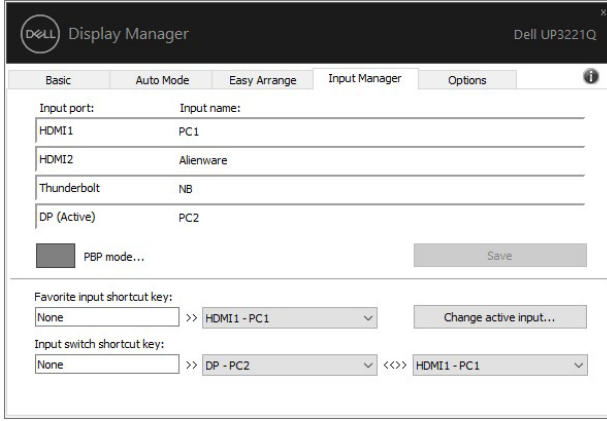 DELL Display Manager Dell UP3221Q
Basic Auto Mode Easy Arrange Input Manager Options
Input port: Input name:
HDMI1 PC1
HDMI2 Alienware
Thunderbolt NB
DP (Active) PC2
PBP mode... Save
Favorite input shortcut key:
None >> HDMI1 - PC1 Change active input...
Input switch shortcut key:
None >> DP - PC2 <<>> HDMI1 - PC1